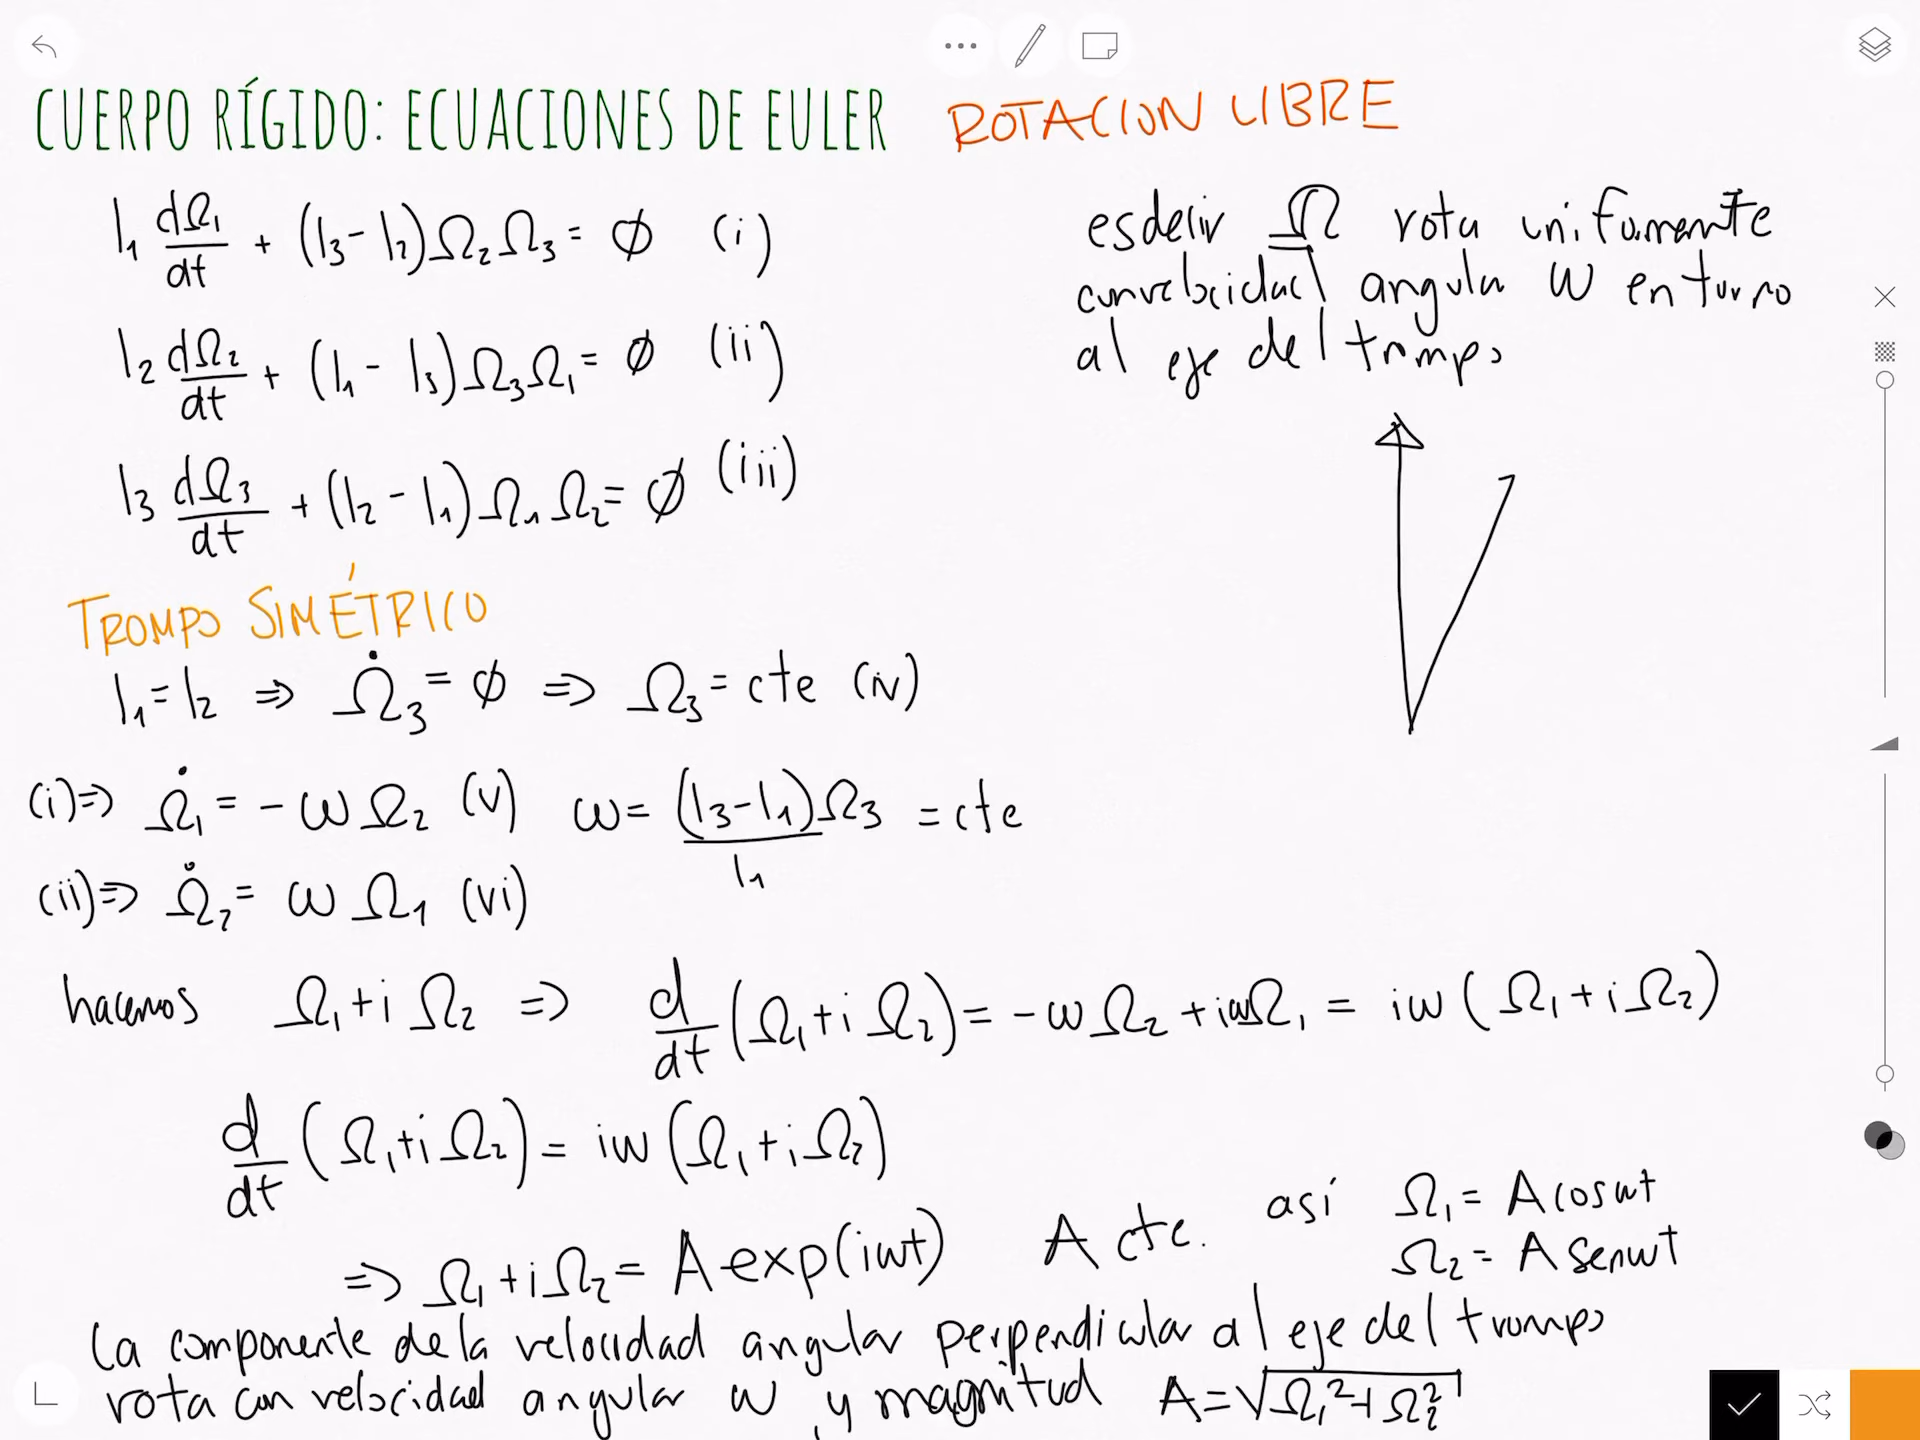 CUERPO RÍGIDO: ECUACIONES DE EULER
ROTACION LIBRE
I₁ dΩ₁/dt + (I₃ - I₂)Ω₂Ω₃ = ∅ (i)
I₂ dΩ₂/dt + (I₁ - I₃)Ω₃Ω₁ = ∅ (ii)
I₃ dΩ₃/dt + (I₂ - I₁)Ω₁Ω₂ = ∅ (iii)
TROMPO SIMÉTRICO
I₁ = I₂ ⇒ Ω̇₃ = ∅ ⇒ Ω₃ = cte (iv)
(i)⇒ Ω̇₁ = -ωΩ₂ (v) ω = (I₃-I₁)Ω₃/I₁ = cte
(ii)⇒ Ω̇₂ = ωΩ₁ (vi)
hacemos Ω₁+iΩ₂ ⇒ d/dt (Ω₁+iΩ₂) = -ωΩ₂ + iωΩ₁ = iω(Ω₁+iΩ₂)
d/dt (Ω₁+iΩ₂) = iω(Ω₁+iΩ₂)
⇒ Ω₁+iΩ₂ = A exp(iωt) A cte.
así Ω₁ = A cosωt
Ω₂ = A senωt
La componente de la velocidad angular perpendicular al eje del trompo
rota con velocidad angular ω y magnitud A = √Ω₁²+Ω₂²
es decir Ω rota uniformemente
con velocidad angular ω en torno
al eje del trompo